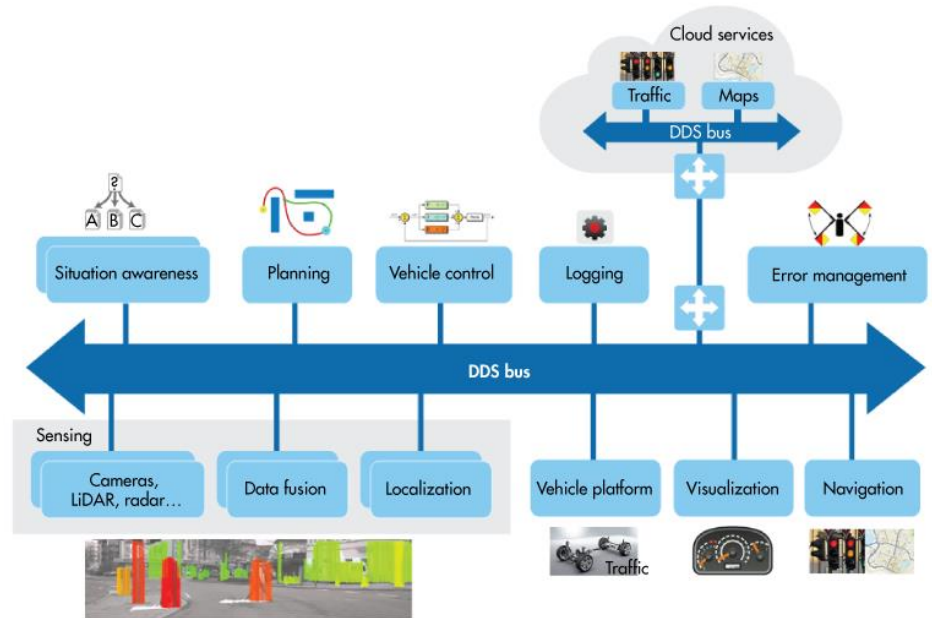 Cloud services
Traffic
Maps
DDS bus
A B C
Situation awareness
Planning
Vehicle control
Logging
Error management
DDS bus
Sensing
Cameras,
LiDAR, radar...
Data fusion
Localization
Vehicle platform
Visualization
Navigation
Traffic